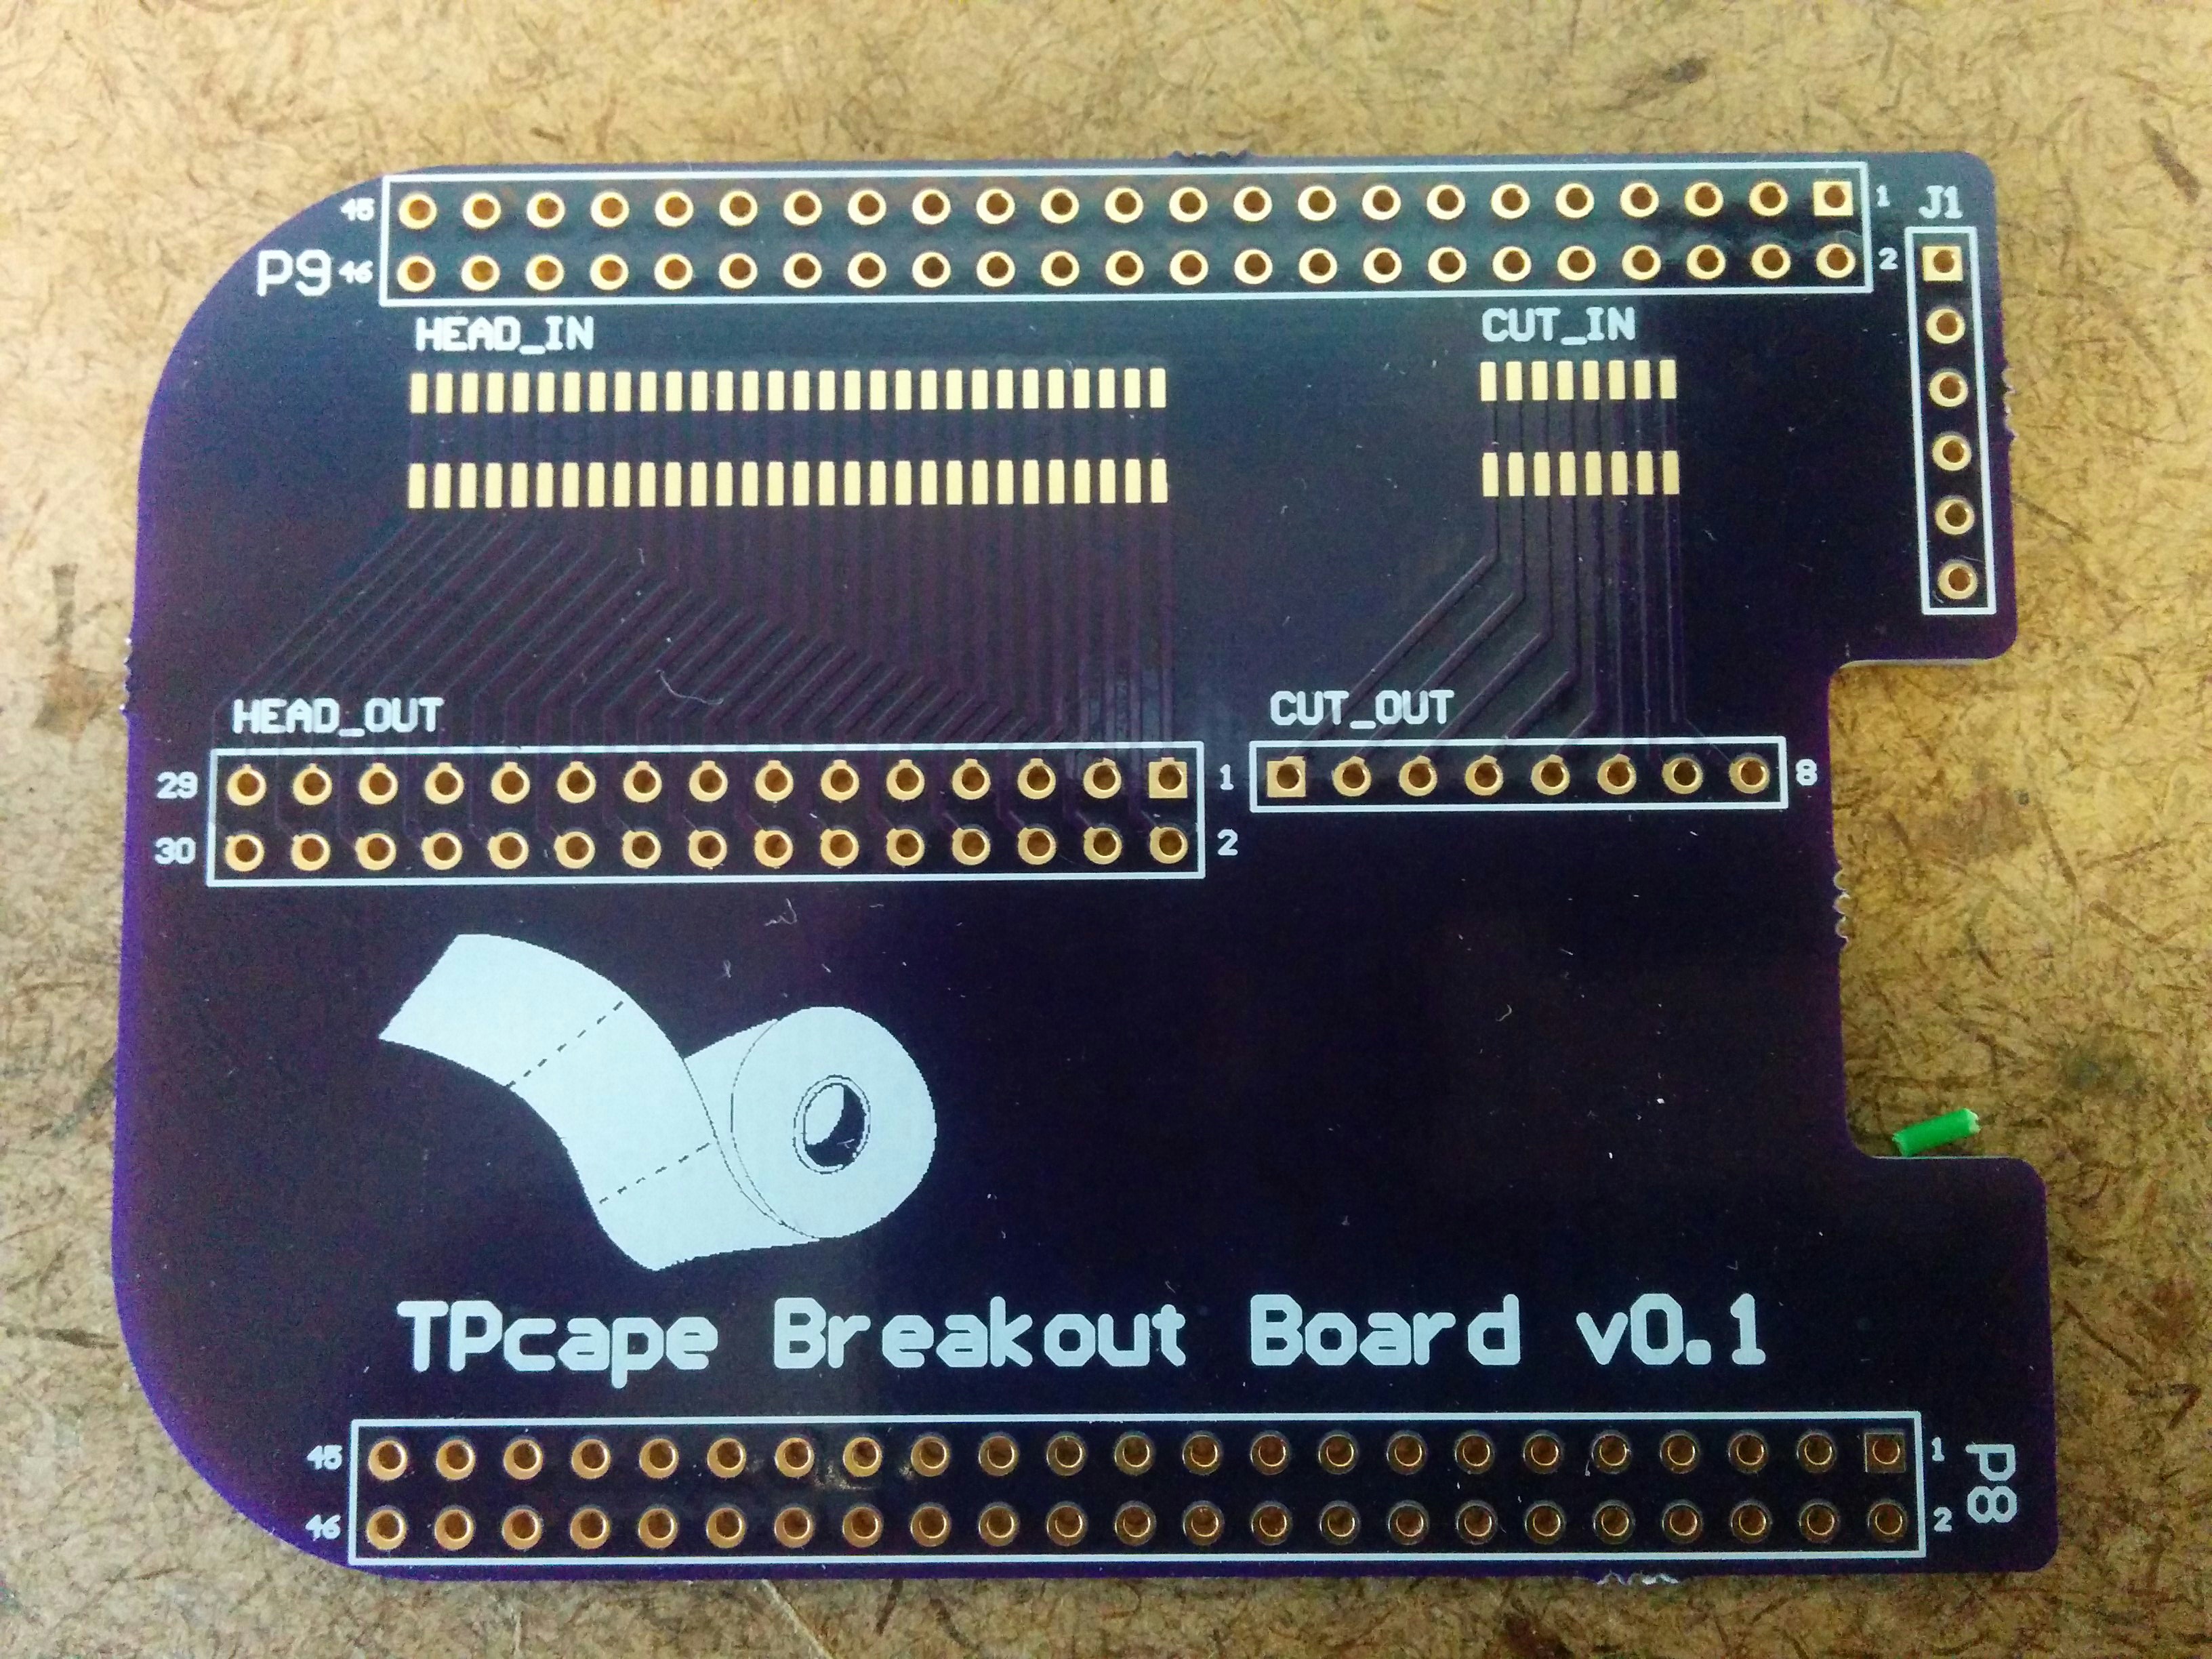 45 1 J1
P9 46 2
HEAD_IN CUT_IN
HEAD_OUT CUT_OUT
29 1 8
30 2
TPcape Breakout Board v0.1
45 1 P8
46 2